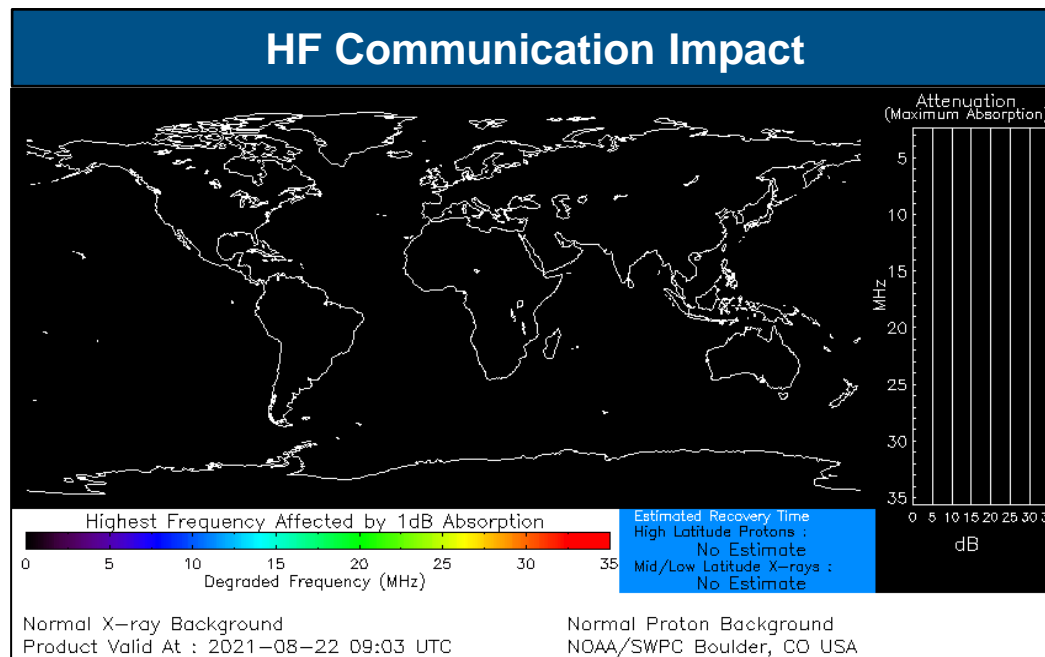 HF Communication Impact
Attenuation
(Maximum Absorption)
5
10
15
20
25
30
35
MHz
0 5 10 15 20 25 30
dB
Highest Frequency Affected by 1dB Absorption
0 5 10 15 20 25 30 35
Degraded Frequency (MHz)
Estimated Recovery Time
High Latitude Protons :
No Estimate
Mid/Low Latitude X-rays :
No Estimate
Normal X-ray Background
Normal Proton Background
Product Valid At : 2021-08-22 09:03 UTC
NOAA/SWPC Boulder, CO USA